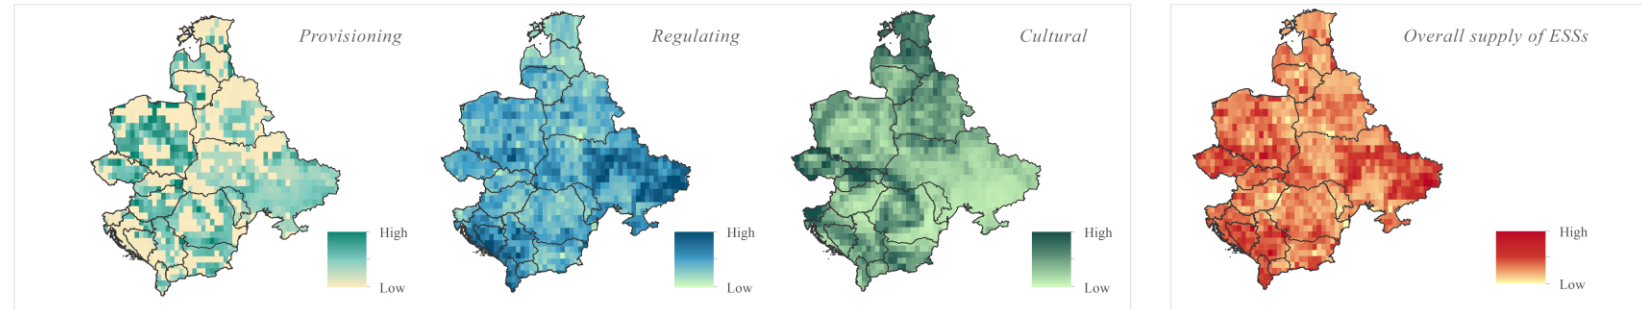 Provisioning
Regulating
Cultural
Overall supply of ESSs
High
Low
High
Low
High
Low
High
Low